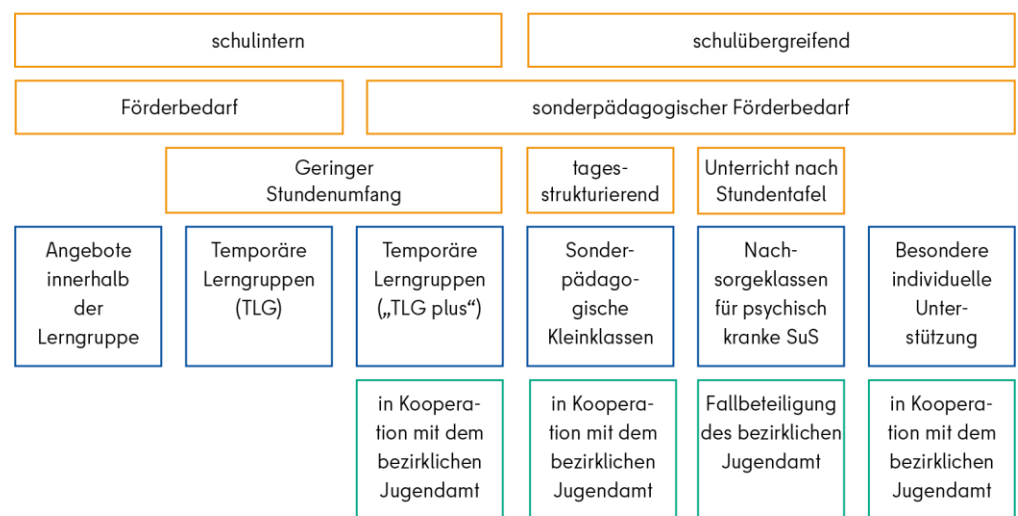 schulintern
schulübergreifend
Förderbedarf
sonderpädagogischer Förderbedarf
Geringer
Stundenumfang
tages-
strukturierend
Unterricht nach
Stundentafel
Angebote
innerhalb
der
Lerngruppe
Temporäre
Lerngruppen
(TLG)
Temporäre
Lerngruppen
(„TLG plus“)
Sonder-
pädago-
gische
Kleinklassen
Nach-
sorgeklassen
für psychisch
kranke SuS
Besondere
individuelle
Unter-
stützung
in Koopera-
tion mit dem
bezirklichen
Jugendamt
in Koopera-
tion mit dem
bezirklichen
Jugendamt
Fallbeteiligung
des bezirklichen
Jugendamt
in Koopera-
tion mit dem
bezirklichen
Jugendamt